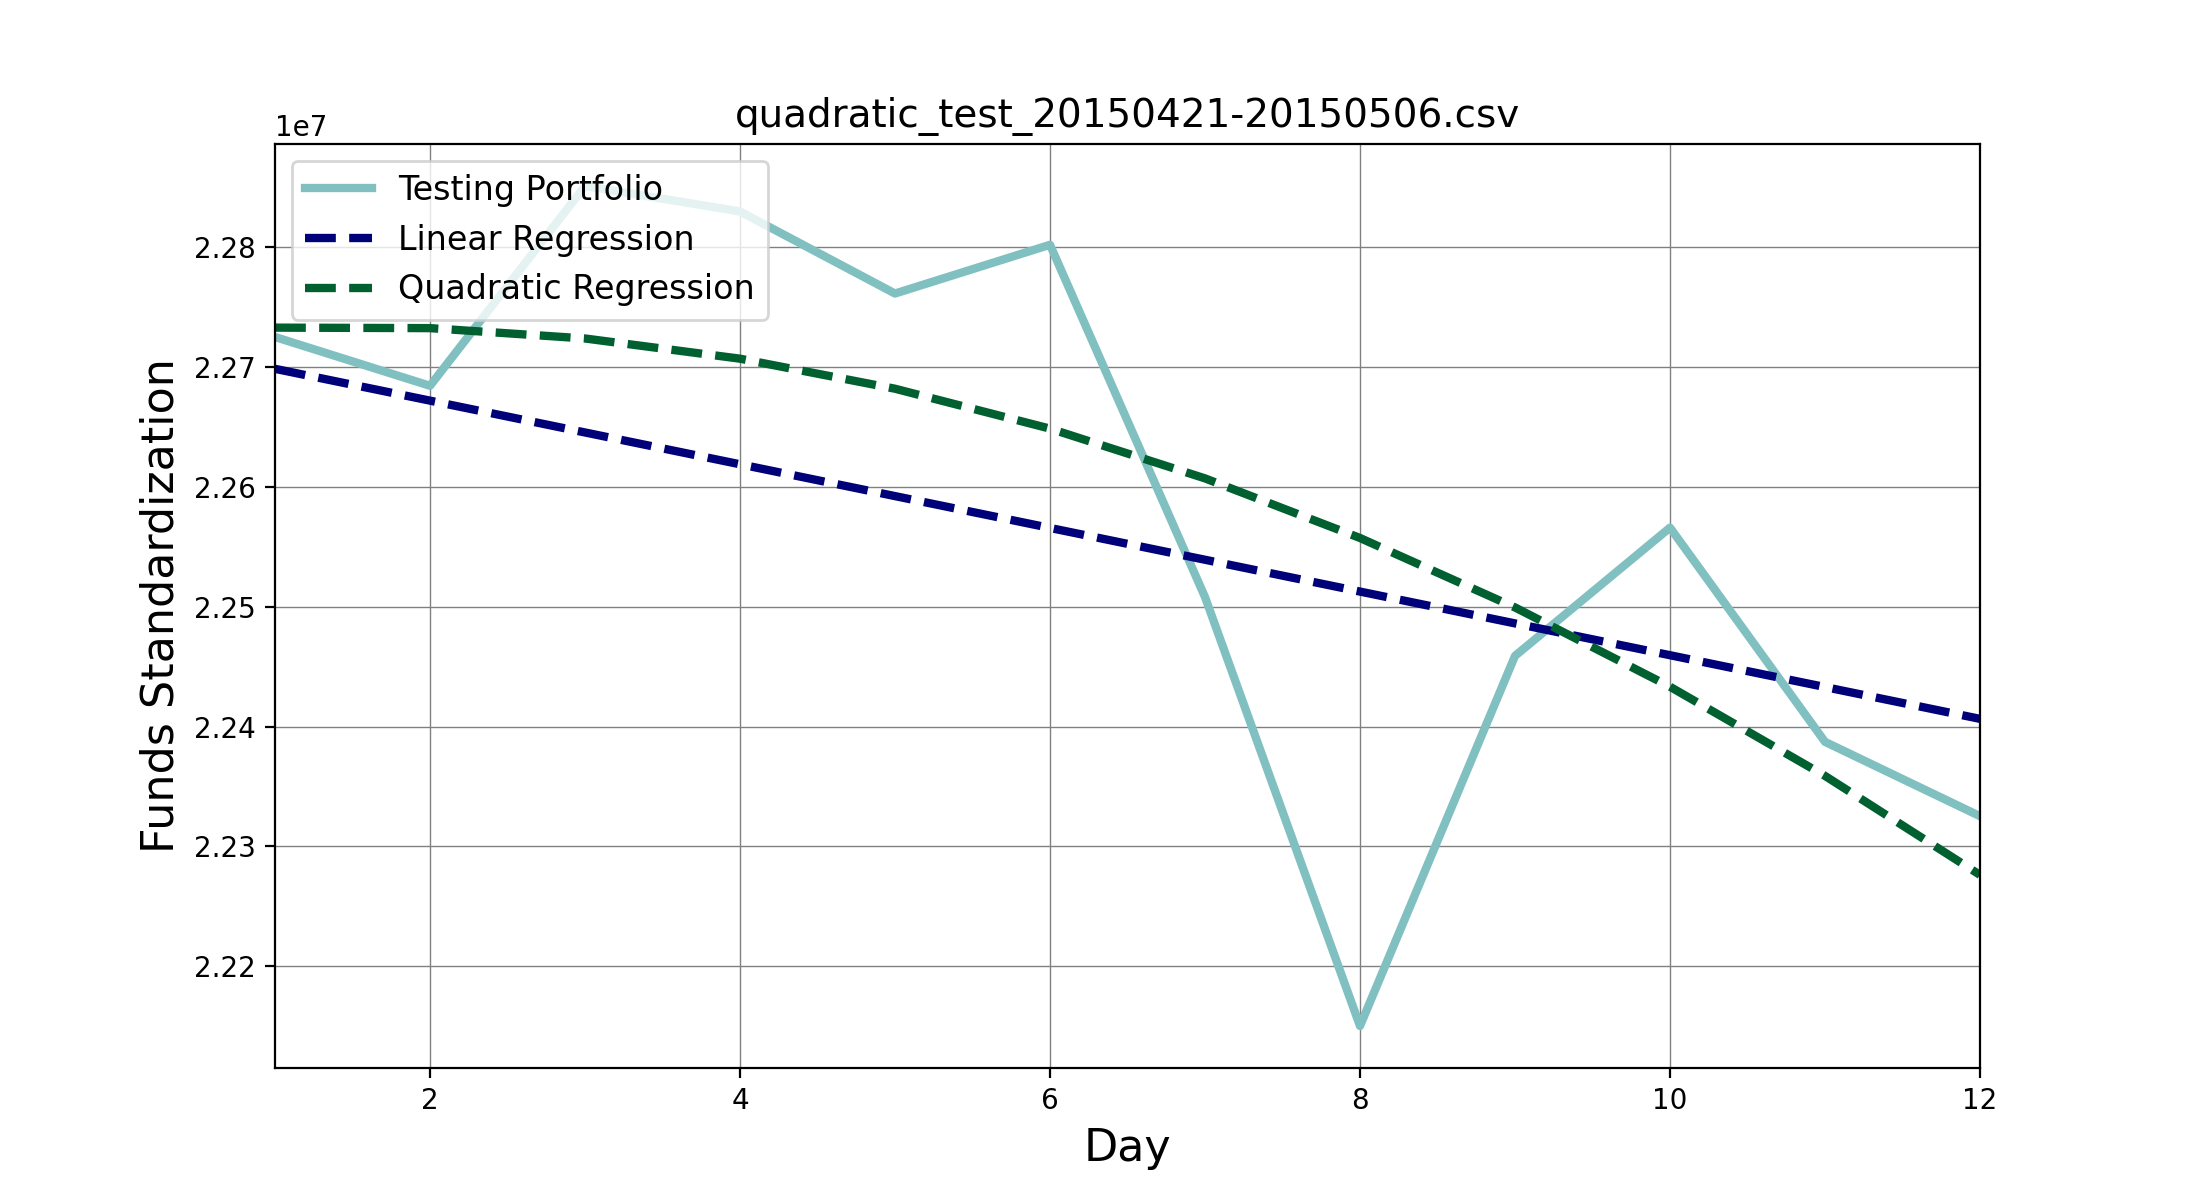 quadratic_test_20150421-20150506.csv
1e7
Testing Portfolio
Linear Regression
Quadratic Regression
2.28
2.27
2.26
2.25
2.24
2.23
2.22
Funds Standardization
2 4 6 8 10 12
Day